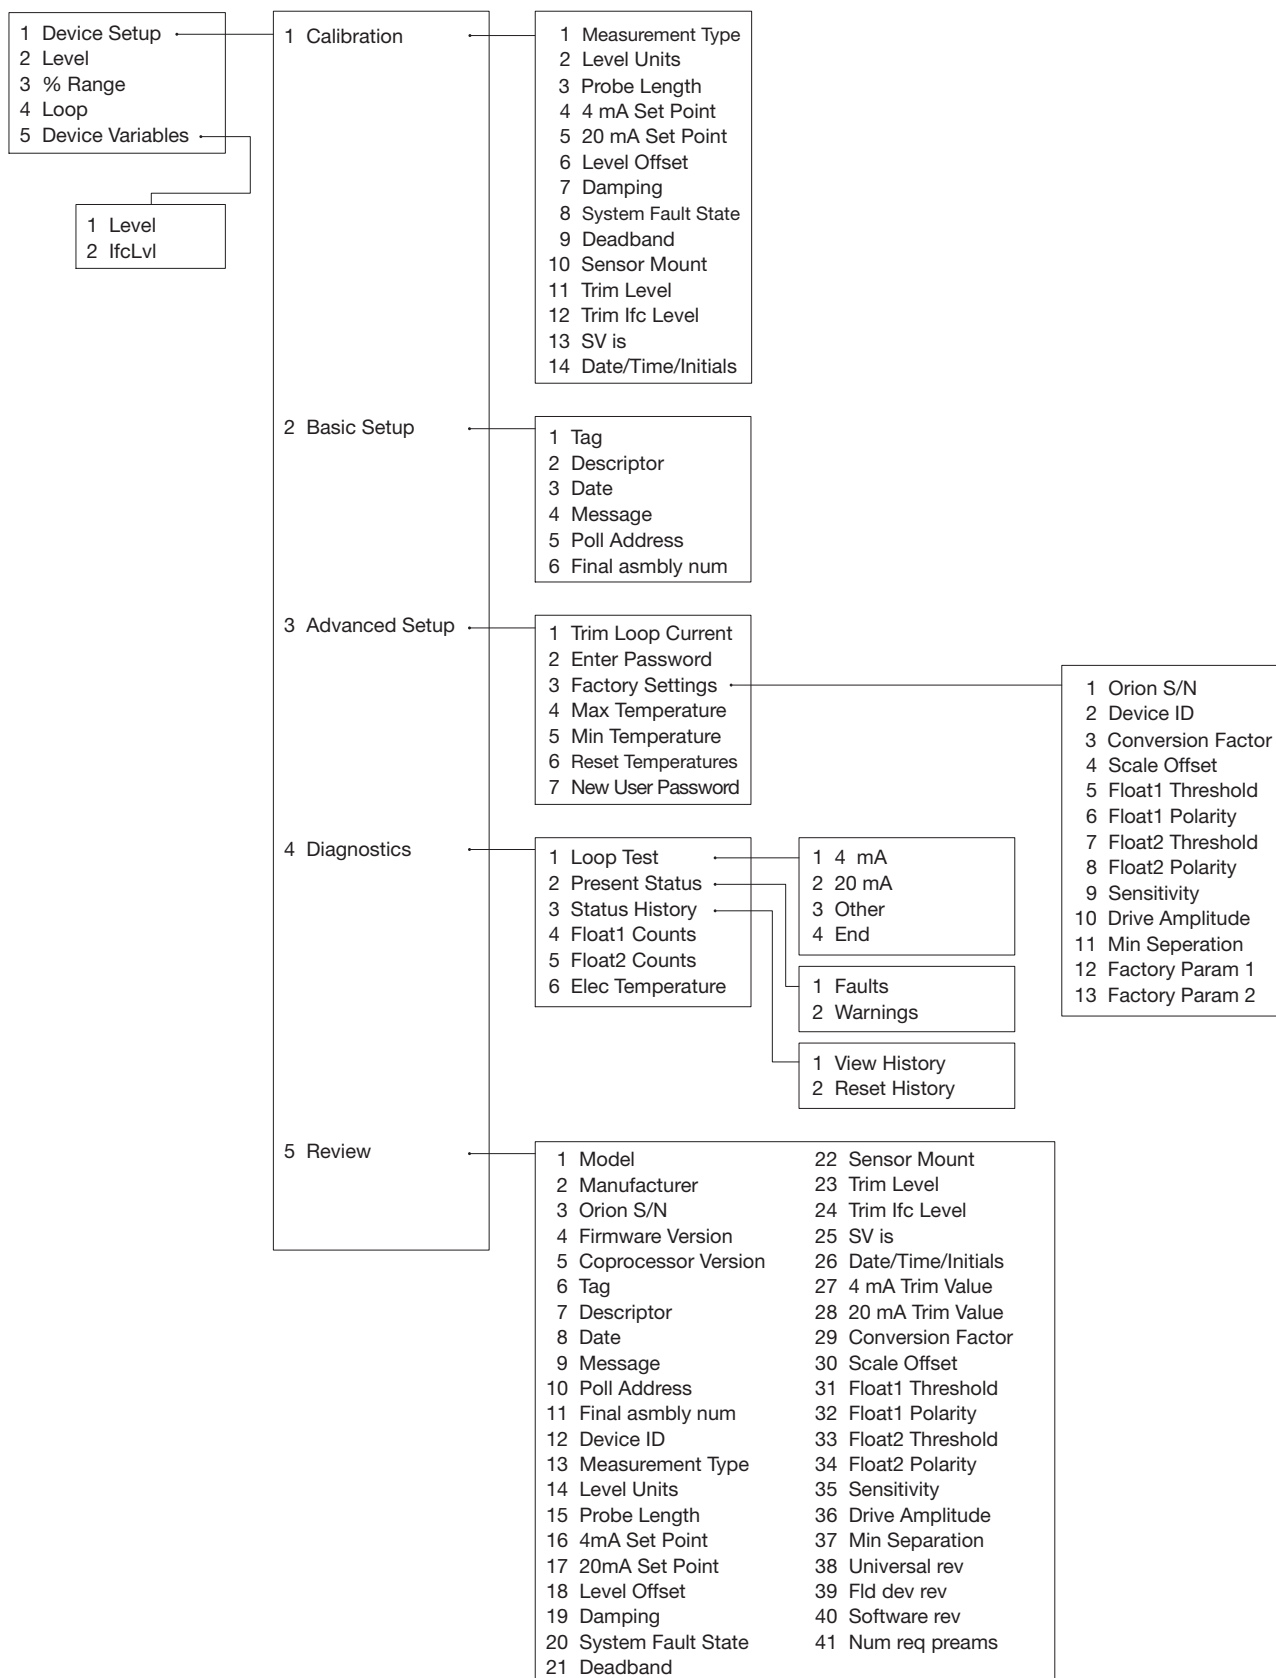 1 Device Setup
2 Level
3 % Range
4 Loop
5 Device Variables
1 Level
2 IfcLvl
1 Calibration
2 Basic Setup
3 Advanced Setup
4 Diagnostics
5 Review
1 Measurement Type
2 Level Units
3 Probe Length
4 4 mA Set Point
5 20 mA Set Point
6 Level Offset
7 Damping
8 System Fault State
9 Deadband
10 Sensor Mount
11 Trim Level
12 Trim Ifc Level
13 SV is
14 Date/Time/Initials
1 Tag
2 Descriptor
3 Date
4 Message
5 Poll Address
6 Final asmbly num
1 Trim Loop Current
2 Enter Password
3 Factory Settings
4 Max Temperature
5 Min Temperature
6 Reset Temperatures
7 New User Password
1 Orion S/N
2 Device ID
3 Conversion Factor
4 Scale Offset
5 Float1 Threshold
6 Float1 Polarity
7 Float2 Threshold
8 Float2 Polarity
9 Sensitivity
10 Drive Amplitude
11 Min Seperation
12 Factory Param 1
13 Factory Param 2
1 Loop Test
2 Present Status
3 Status History
4 Float1 Counts
5 Float2 Counts
6 Elec Temperature
1 4 mA
2 20 mA
3 Other
4 End
1 Faults
2 Warnings
1 View History
2 Reset History
1 Model
2 Manufacturer
3 Orion S/N
4 Firmware Version
5 Coprocessor Version
6 Tag
7 Descriptor
8 Date
9 Message
10 Poll Address
11 Final asmbly num
12 Device ID
13 Measurement Type
14 Level Units
15 Probe Length
16 4mA Set Point
17 20mA Set Point
18 Level Offset
19 Damping
20 System Fault State
21 Deadband
22 Sensor Mount
23 Trim Level
24 Trim Ifc Level
25 SV is
26 Date/Time/Initials
27 4 mA Trim Value
28 20 mA Trim Value
29 Conversion Factor
30 Scale Offset
31 Float1 Threshold
32 Float1 Polarity
33 Float2 Threshold
34 Float2 Polarity
35 Sensitivity
36 Drive Amplitude
37 Min Separation
38 Universal rev
39 Fld dev rev
40 Software rev
41 Num req preams